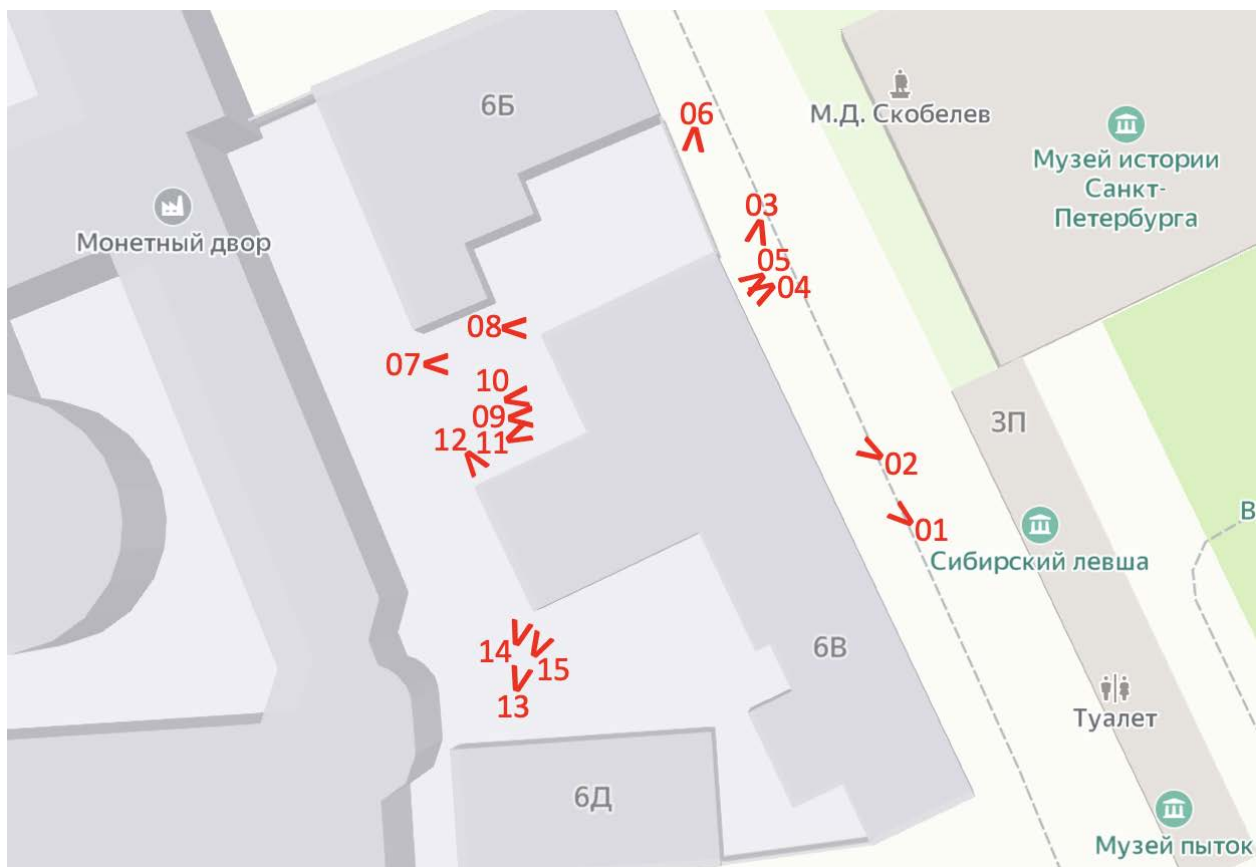 6Б
М.Д. Скобелев
06
Музей истории
Санкт-
Петербурга
Монетный двор
03
05
04
08
07
10
09
12
11
3П
02
01
В
Сибирский левша
14
15
13
6В
Туалет
6Д
Музей пыток